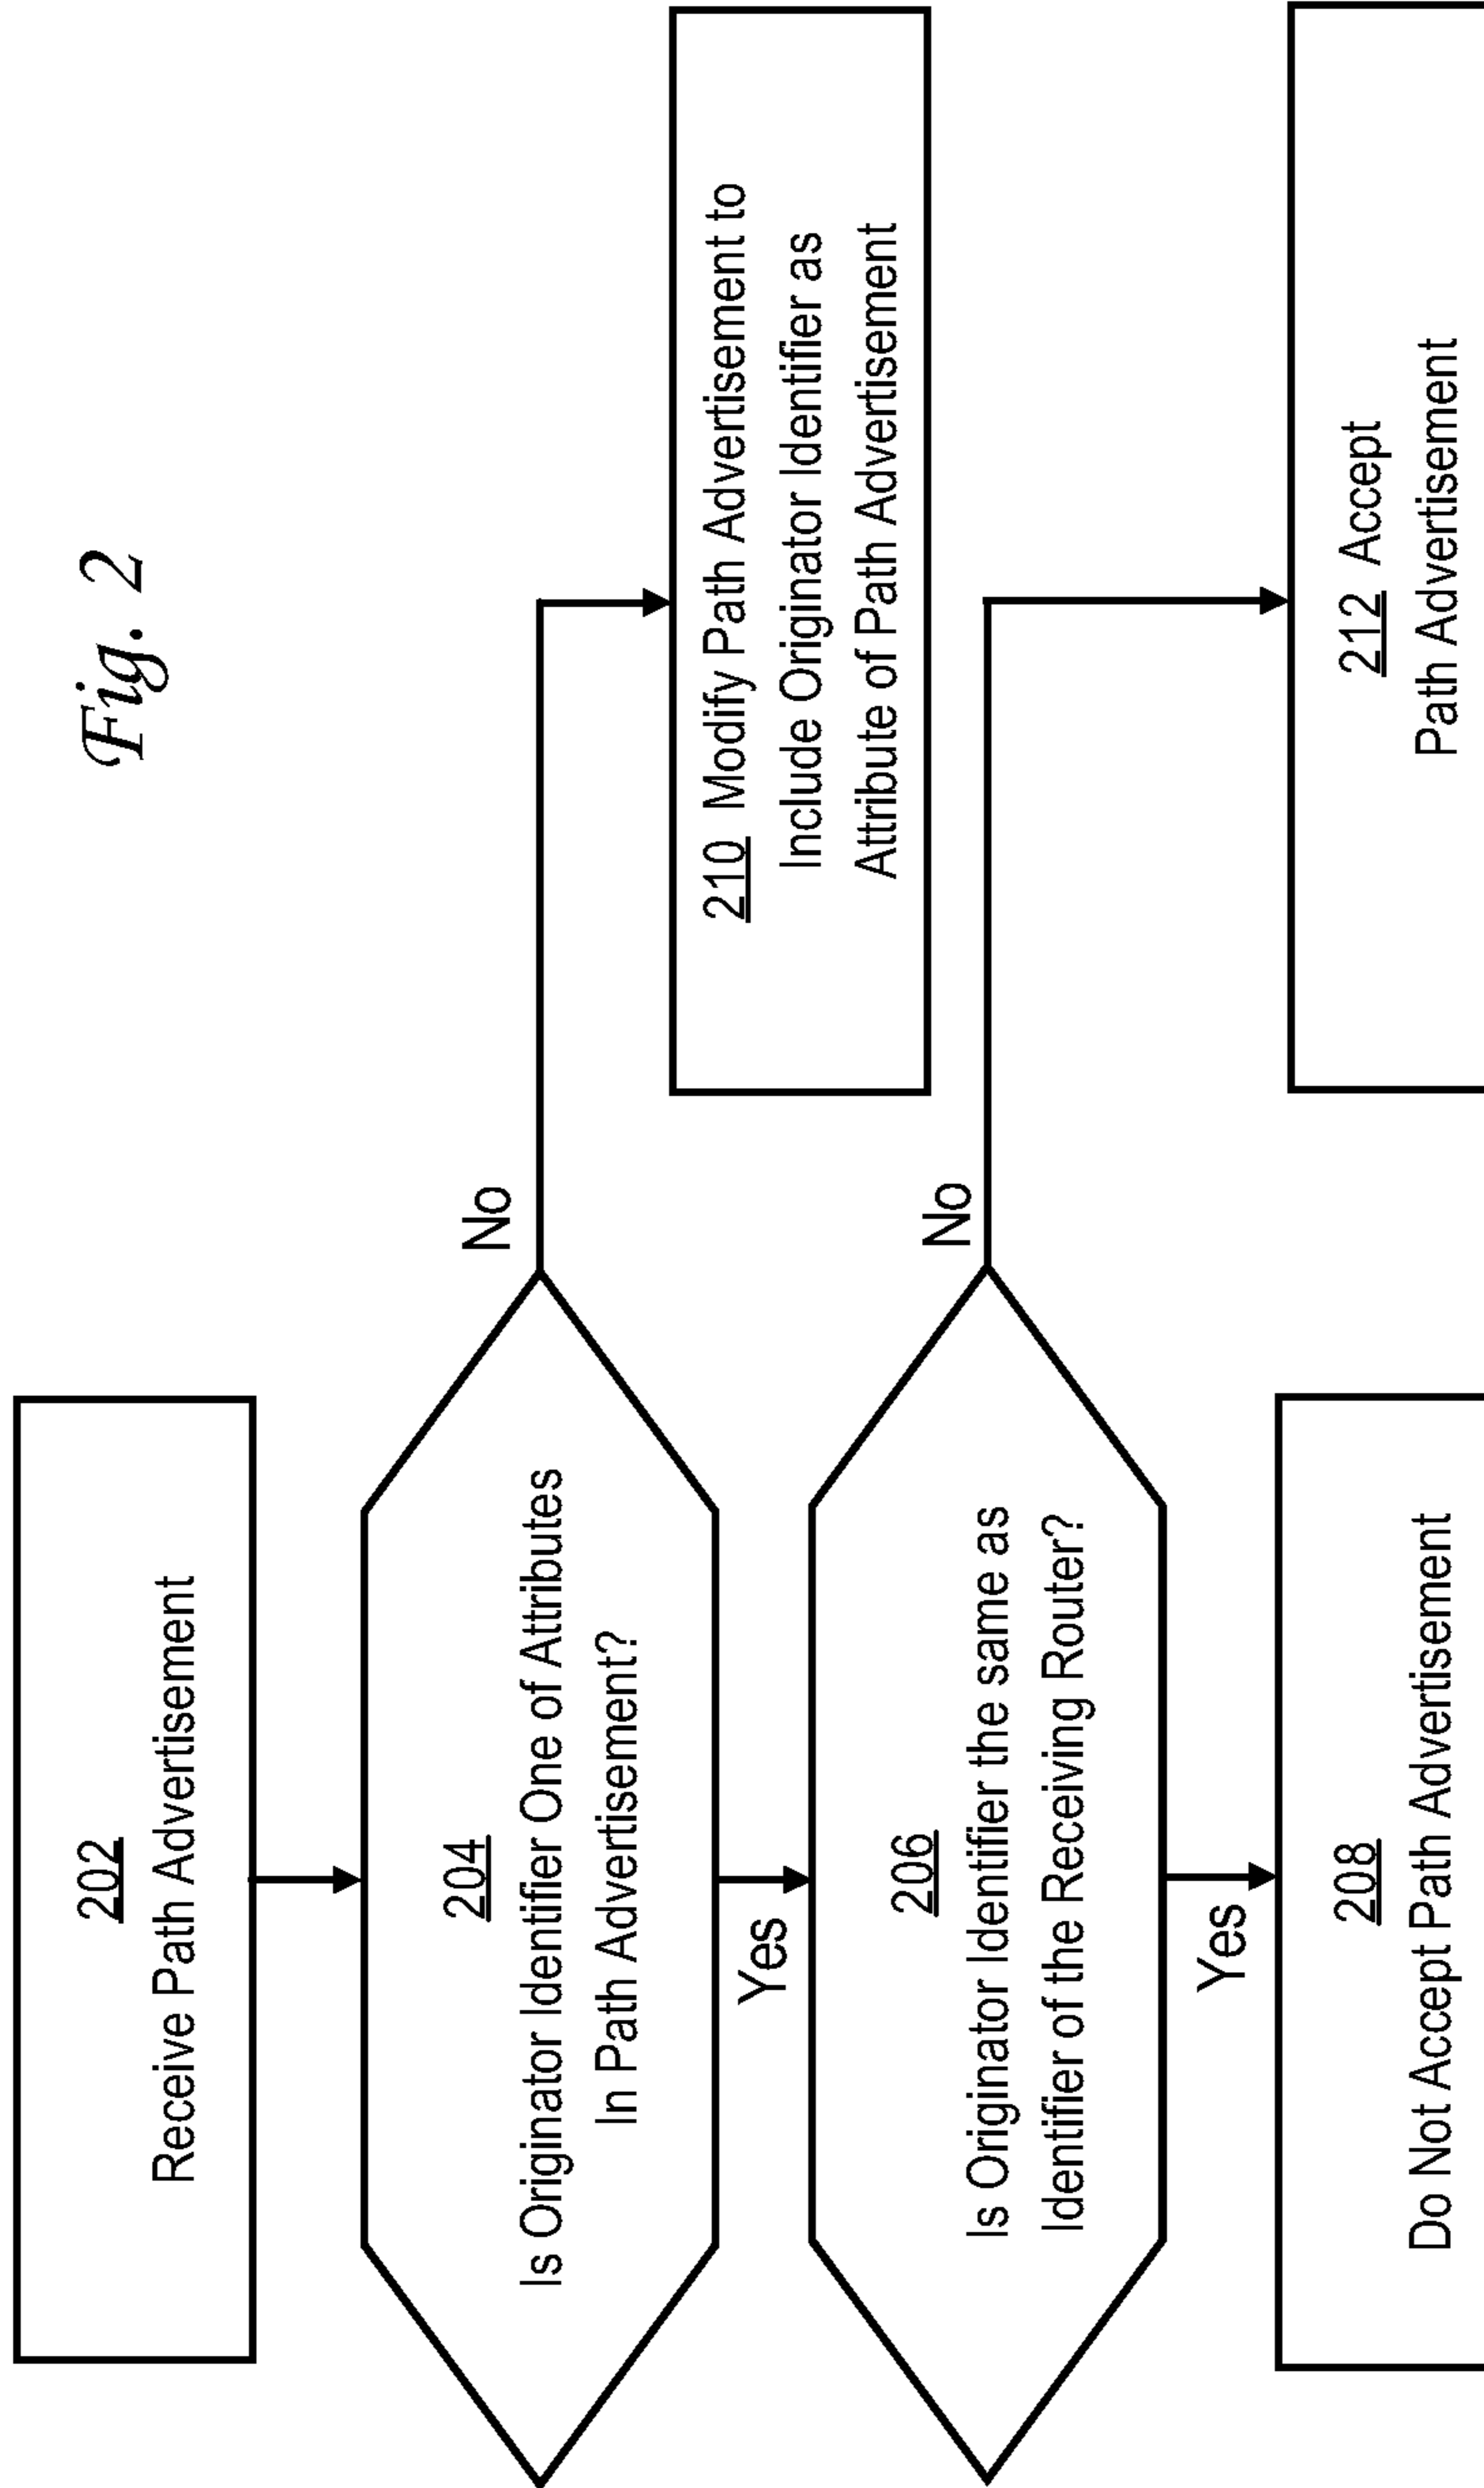 Fig. 2
202
Receive Path Advertisement
204
Is Originator Identifier One of Attributes
In Path Advertisement?
No
Yes
210 Modify Path Advertisement to
Include Originator Identifier as
Attribute of Path Advertisement
206
Is Originator Identifier the same as
Identifier of the Receiving Router?
No
Yes
208
Do Not Accept Path Advertisement
212 Accept
Path Advertisement